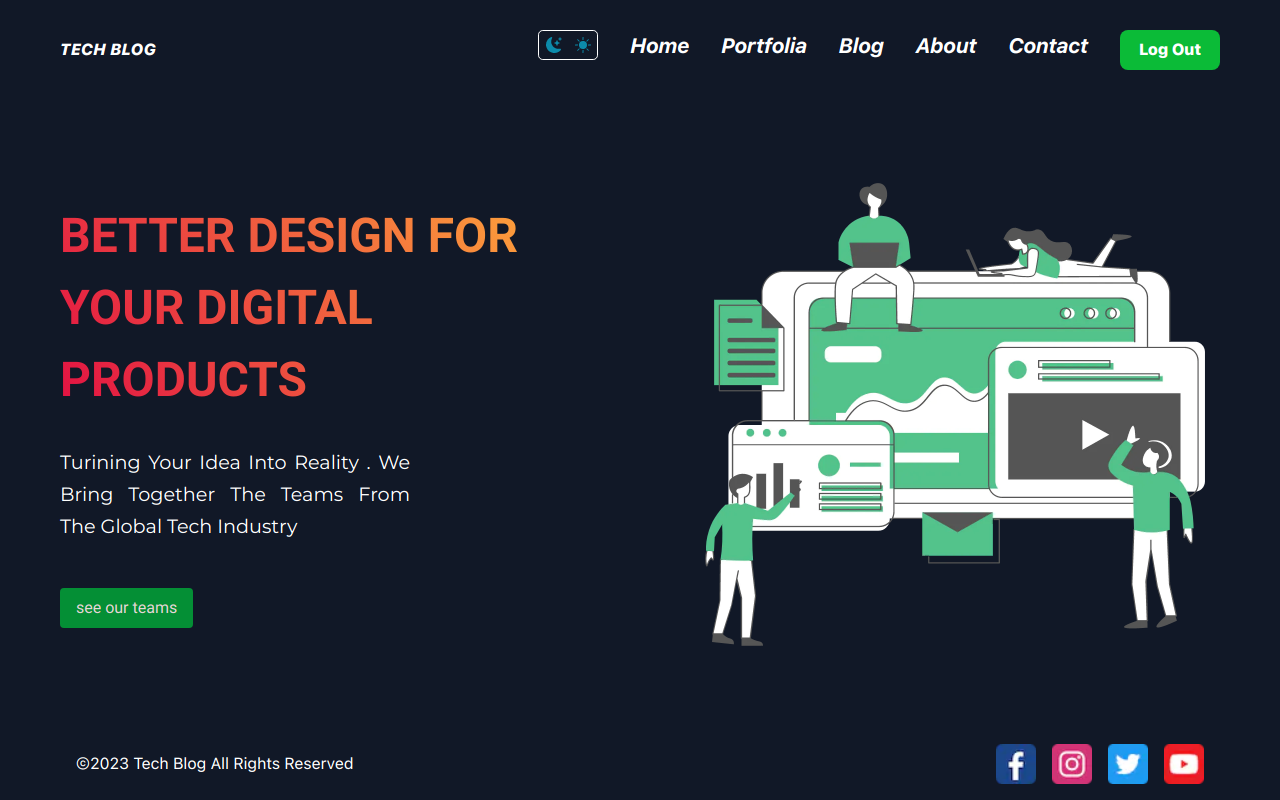 TECH BLOG
Home Portfolia Blog About Contact Log Out
BETTER DESIGN FOR
YOUR DIGITAL
PRODUCTS
Turining Your Idea Into Reality . We
Bring Together The Teams From
The Global Tech Industry
see our teams
©2023 Tech Blog All Rights Reserved